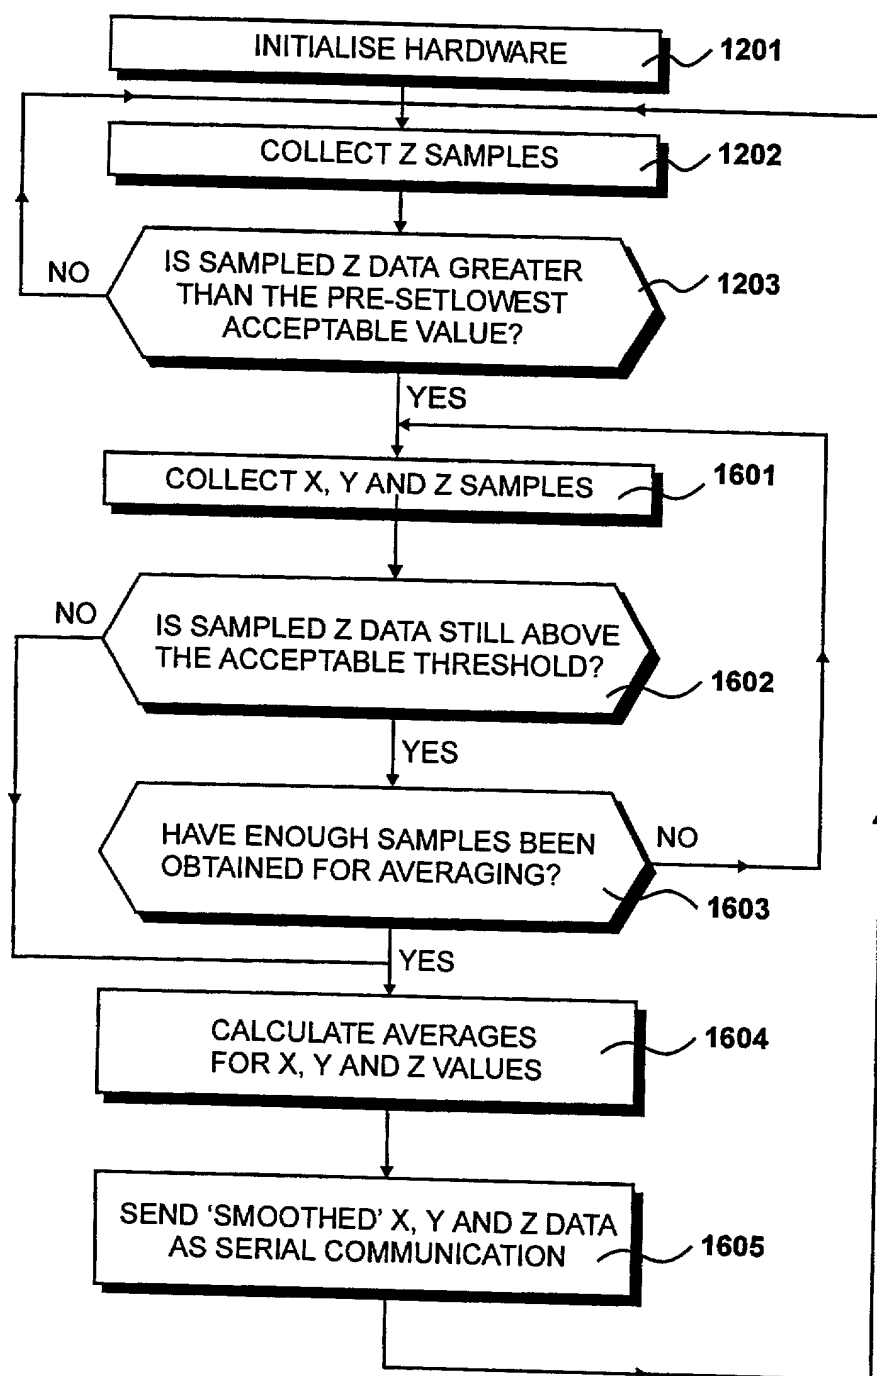 INITIALISE HARDWARE
1201
COLLECT Z SAMPLES
1202
IS SAMPLED Z DATA GREATER
THAN THE PRE-SETLOWEST
ACCEPTABLE VALUE?
1203
NO
YES
COLLECT X, Y AND Z SAMPLES
1601
NO
IS SAMPLED Z DATA STILL ABOVE
THE ACCEPTABLE THRESHOLD?
1602
YES
HAVE ENOUGH SAMPLES BEEN
OBTAINED FOR AVERAGING?
NO
1603
YES
CALCULATE AVERAGES
FOR X, Y AND Z VALUES
1604
SEND ‘SMOOTHED’ X, Y AND Z DATA
AS SERIAL COMMUNICATION
1605